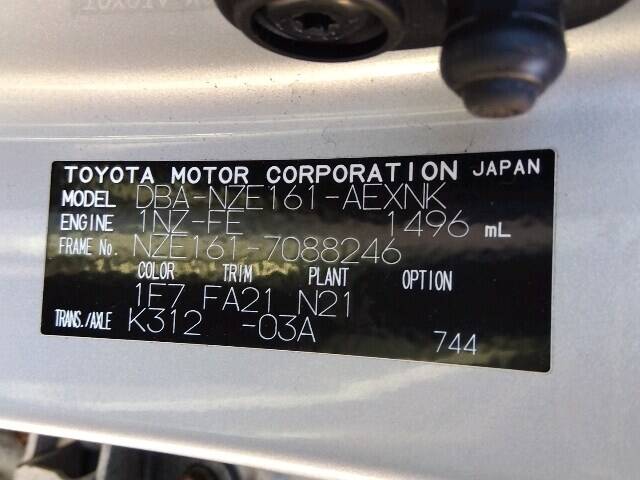 TOYOTA MOTOR CORPORATION JAPAN
MODEL DBA-NZE161-AEXNK
ENGINE 1NZ-FE 1496 mL
FRAME No. NZE161-7088246
COLOR TRIM PLANT OPTION
1F7 FA21 N21
TRANS./AXLE K312 -03A
744